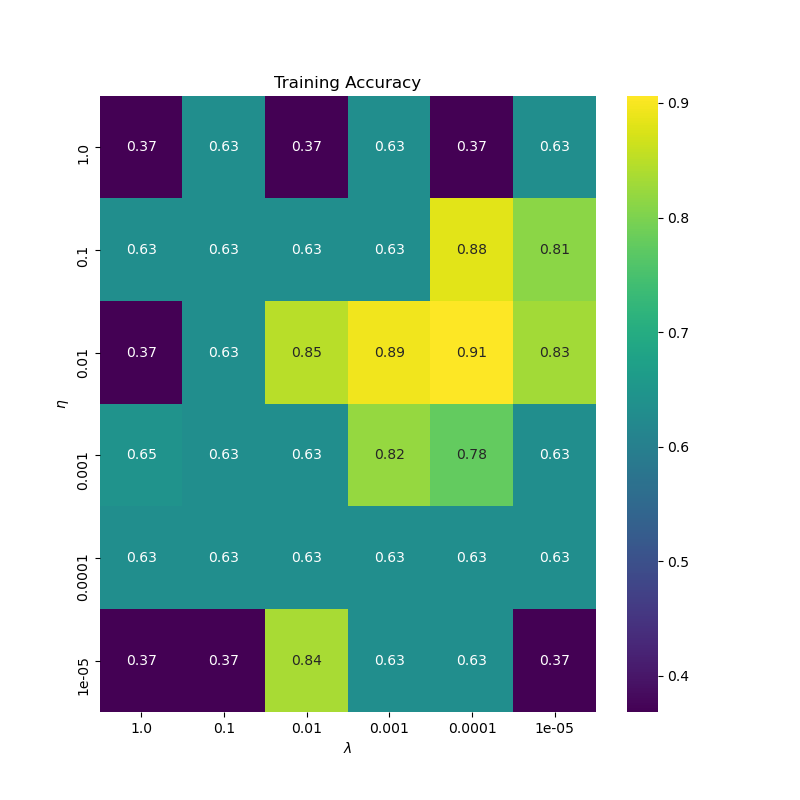 Training Accuracy
1.0 0.37 0.63 0.37 0.63 0.37 0.63
0.1 0.63 0.63 0.63 0.63 0.88 0.81
0.01 0.37 0.63 0.85 0.89 0.91 0.83
0.001 0.65 0.63 0.63 0.82 0.78 0.63
0.0001 0.63 0.63 0.63 0.63 0.63 0.63
1e-05 0.37 0.37 0.84 0.63 0.63 0.37
1.0 0.1 0.01 0.001 0.0001 1e-05
λ
η
0.9
0.8
0.7
0.6
0.5
0.4